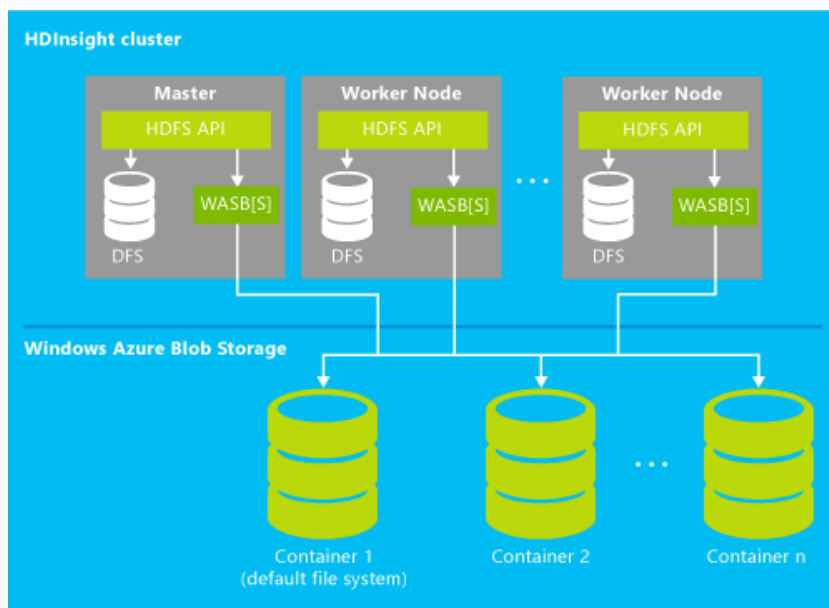 HDInsight cluster
Master
HDFS API
DFS
WASB[S]
Worker Node
HDFS API
DFS
WASB[S]
...
Worker Node
HDFS API
DFS
WASB[S]
Windows Azure Blob Storage
Container 1
(default file system)
Container 2
...
Container n